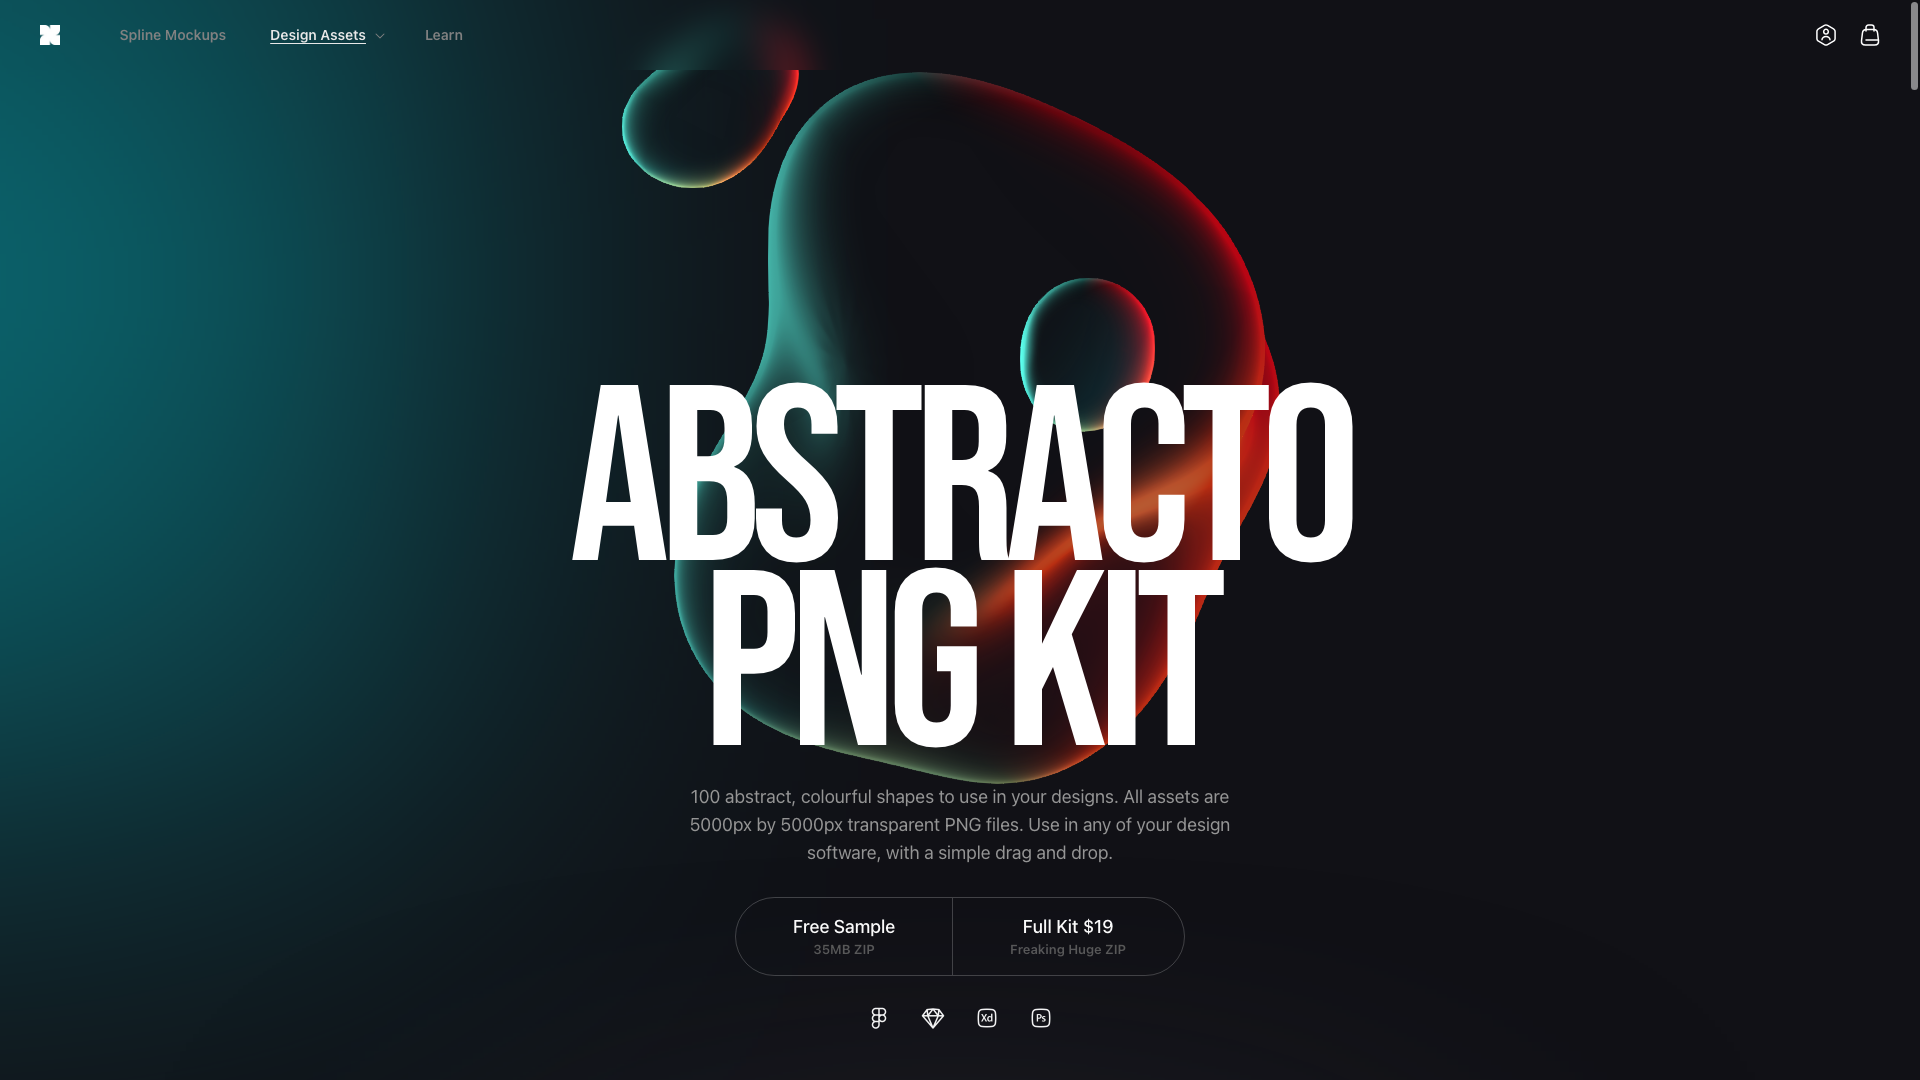 Spline Mockups
Design Assets
Learn
ABSTRACTO
PNG KIT
100 abstract, colourful shapes to use in your designs. All assets are
5000px by 5000px transparent PNG files. Use in any of your design
software, with a simple drag and drop.
Free Sample
35MB ZIP
Full Kit $19
Freaking Huge ZIP
Xd
Ps